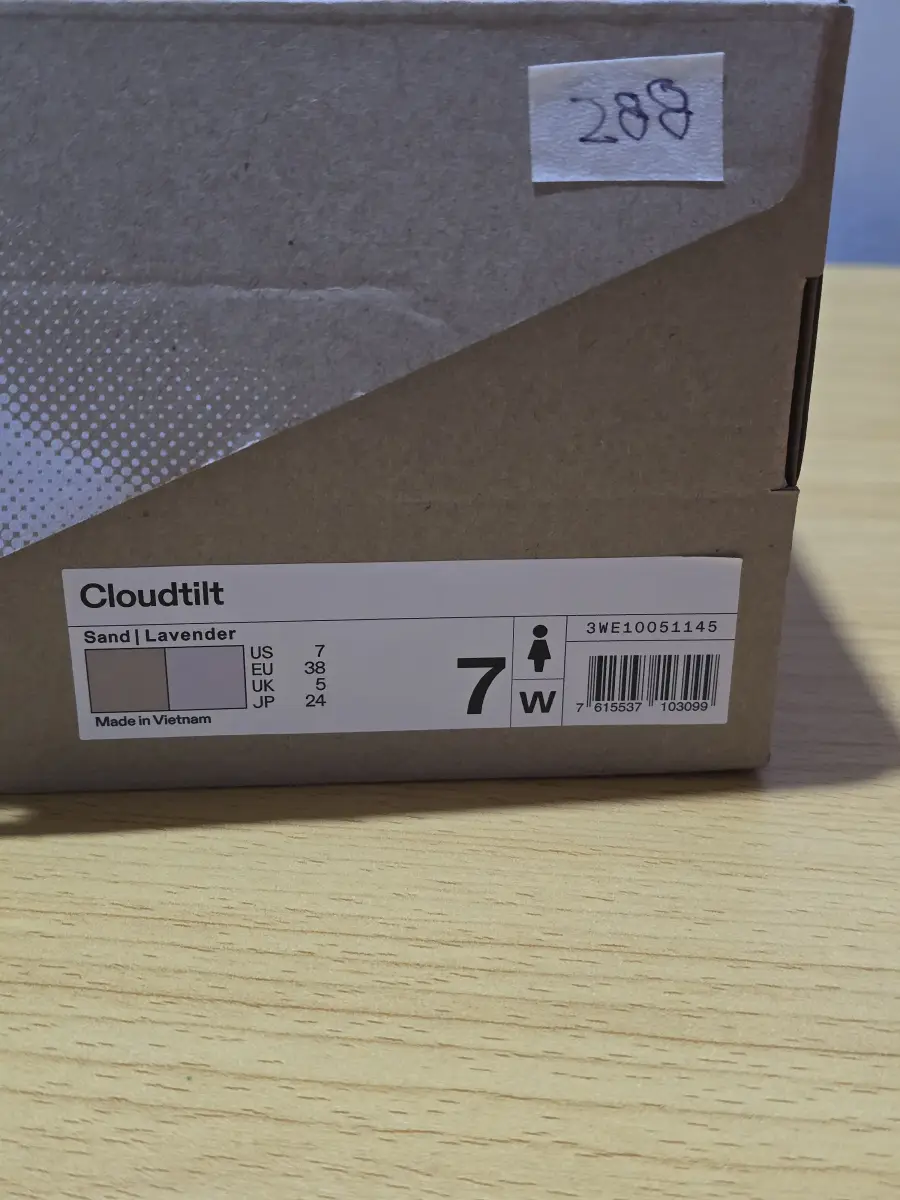 288
Cloudtilt
Sand | Lavender
US 7
EU 38
UK 5
JP 24
Made in Vietnam
7
W
3WE10051145
7 615537 103099